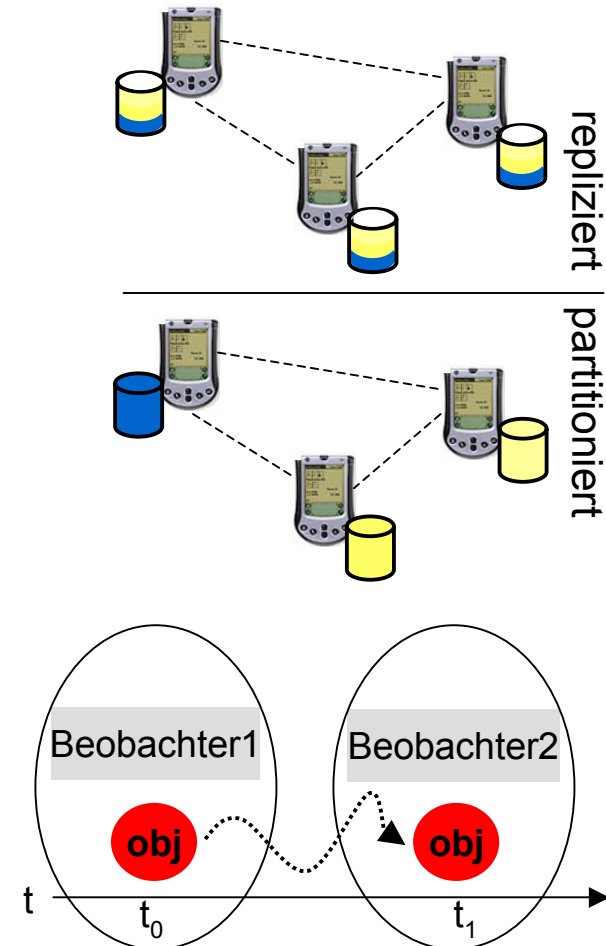 repliziert
partitioniert
Beobachter1
Beobachter2
obj
obj
t
t₀
t₁